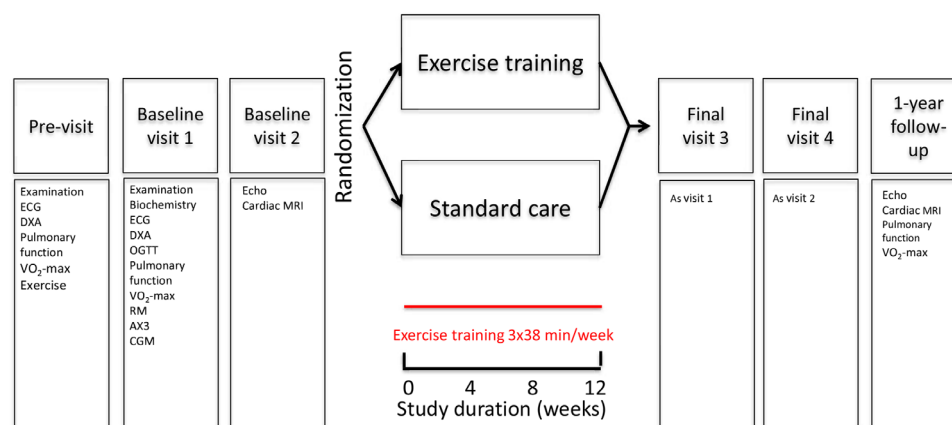 Pre-visit
Examination
ECG
DXA
Pulmonary
function
VO₂-max
Exercise
Baseline
visit 1
Examination
Biochemistry
ECG
DXA
OGTT
Pulmonary
function
VO₂-max
RM
AX3
CGM
Baseline
visit 2
Echo
Cardiac MRI
Randomization
Exercise training
Standard care
Exercise training 3x38 min/week
0 4 8 12
Study duration (weeks)
Final
visit 3
As visit 1
Final
visit 4
As visit 2
1-year
follow-
up
Echo
Cardiac MRI
Pulmonary
function
VO₂-max